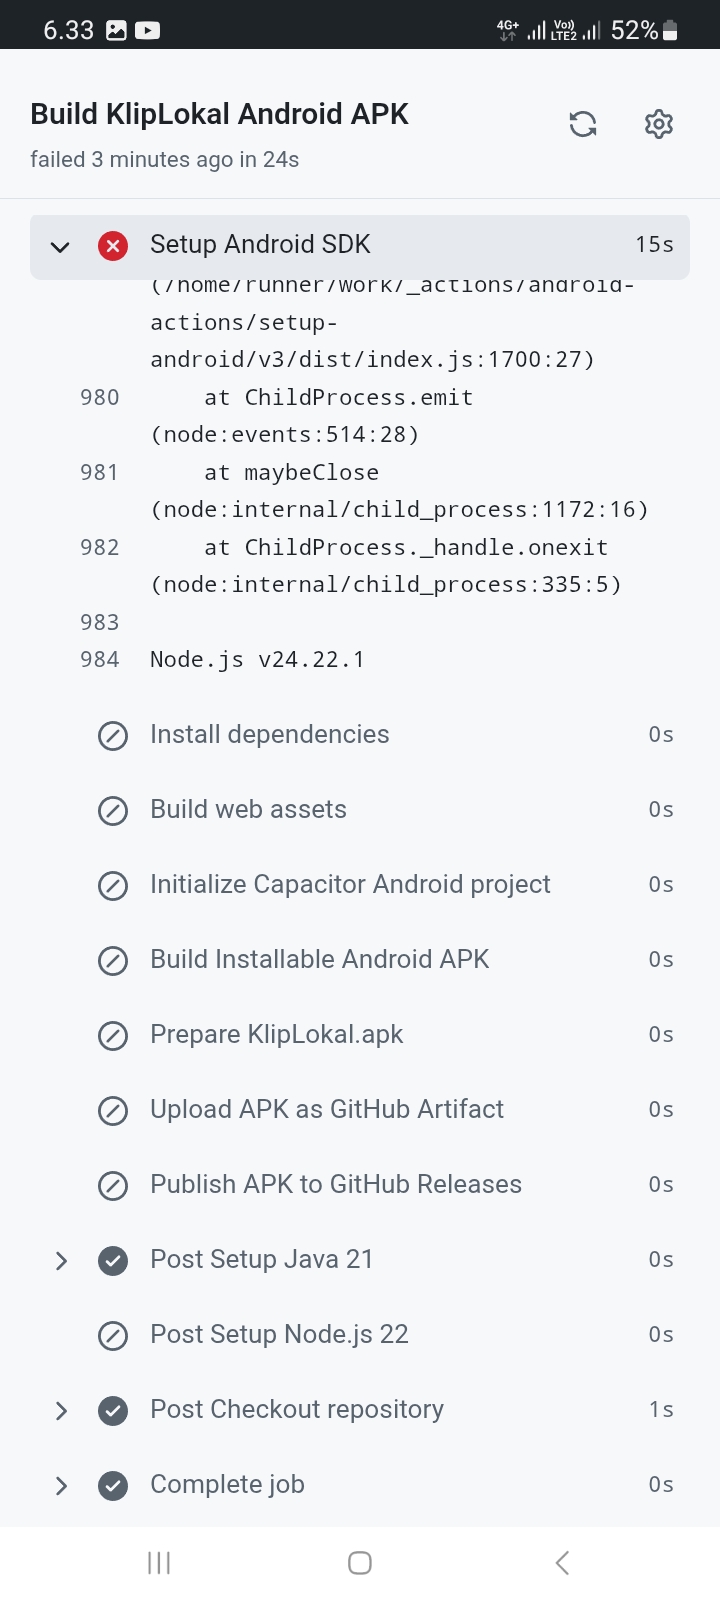 6.33 4G+ Vo)) LTE2 52%
Build KlipLokal Android APK
failed 3 minutes ago in 24s
Setup Android SDK 15s
(/home/runner/work/_actions/android-
actions/setup-
android/v3/dist/index.js:1700:27)
980 at ChildProcess.emit
(node:events:514:28)
981 at maybeClose
(node:internal/child_process:1172:16)
982 at ChildProcess._handle.onexit
(node:internal/child_process:335:5)
983
984 Node.js v24.22.1
Install dependencies 0s
Build web assets 0s
Initialize Capacitor Android project 0s
Build Installable Android APK 0s
Prepare KlipLokal.apk 0s
Upload APK as GitHub Artifact 0s
Publish APK to GitHub Releases 0s
Post Setup Java 21 0s
Post Setup Node.js 22 0s
Post Checkout repository 1s
Complete job 0s